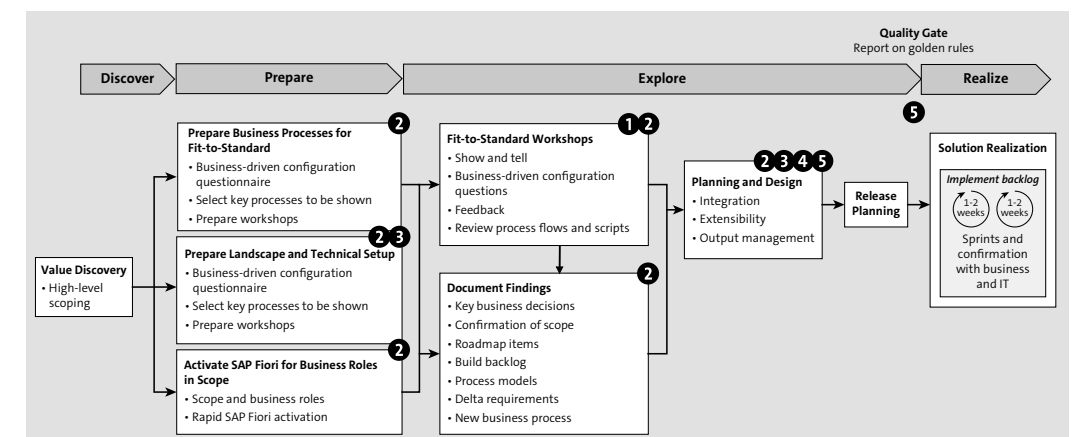 Quality Gate
Report on golden rules
Discover
Prepare
Explore
Realize
5
2
Prepare Business Processes for
Fit-to-Standard
• Business-driven configuration
questionnaire
• Select key processes to be shown
• Prepare workshops
2 3
Prepare Landscape and Technical Setup
• Business-driven configuration
questionnaire
• Select key processes to be shown
• Prepare workshops
Value Discovery
• High-level
scoping
2
Activate SAP Fiori for Business Roles
in Scope
• Scope and business roles
• Rapid SAP Fiori activation
1 2
Fit-to-Standard Workshops
• Show and tell
• Business-driven configuration
questions
• Feedback
• Review process flows and scripts
2
Document Findings
• Key business decisions
• Confirmation of scope
• Roadmap items
• Build backlog
• Process models
• Delta requirements
• New business process
2 3 4 5
Planning and Design
• Integration
• Extensibility
• Output management
Release
Planning
Solution Realization
Implement backlog
1-2
weeks
1-2
weeks
Sprints and
confirmation
with business
and IT